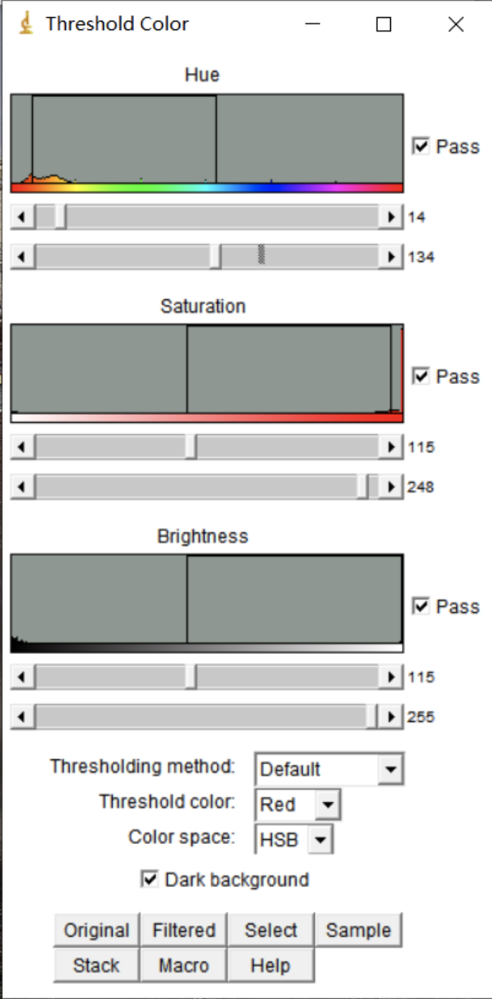 Threshold Color
Hue
Pass
14
134
Saturation
Pass
115
248
Brightness
Pass
115
255
Thresholding method: Default
Threshold color: Red
Color space: HSB
Dark background
Original Filtered Select Sample
Stack Macro Help